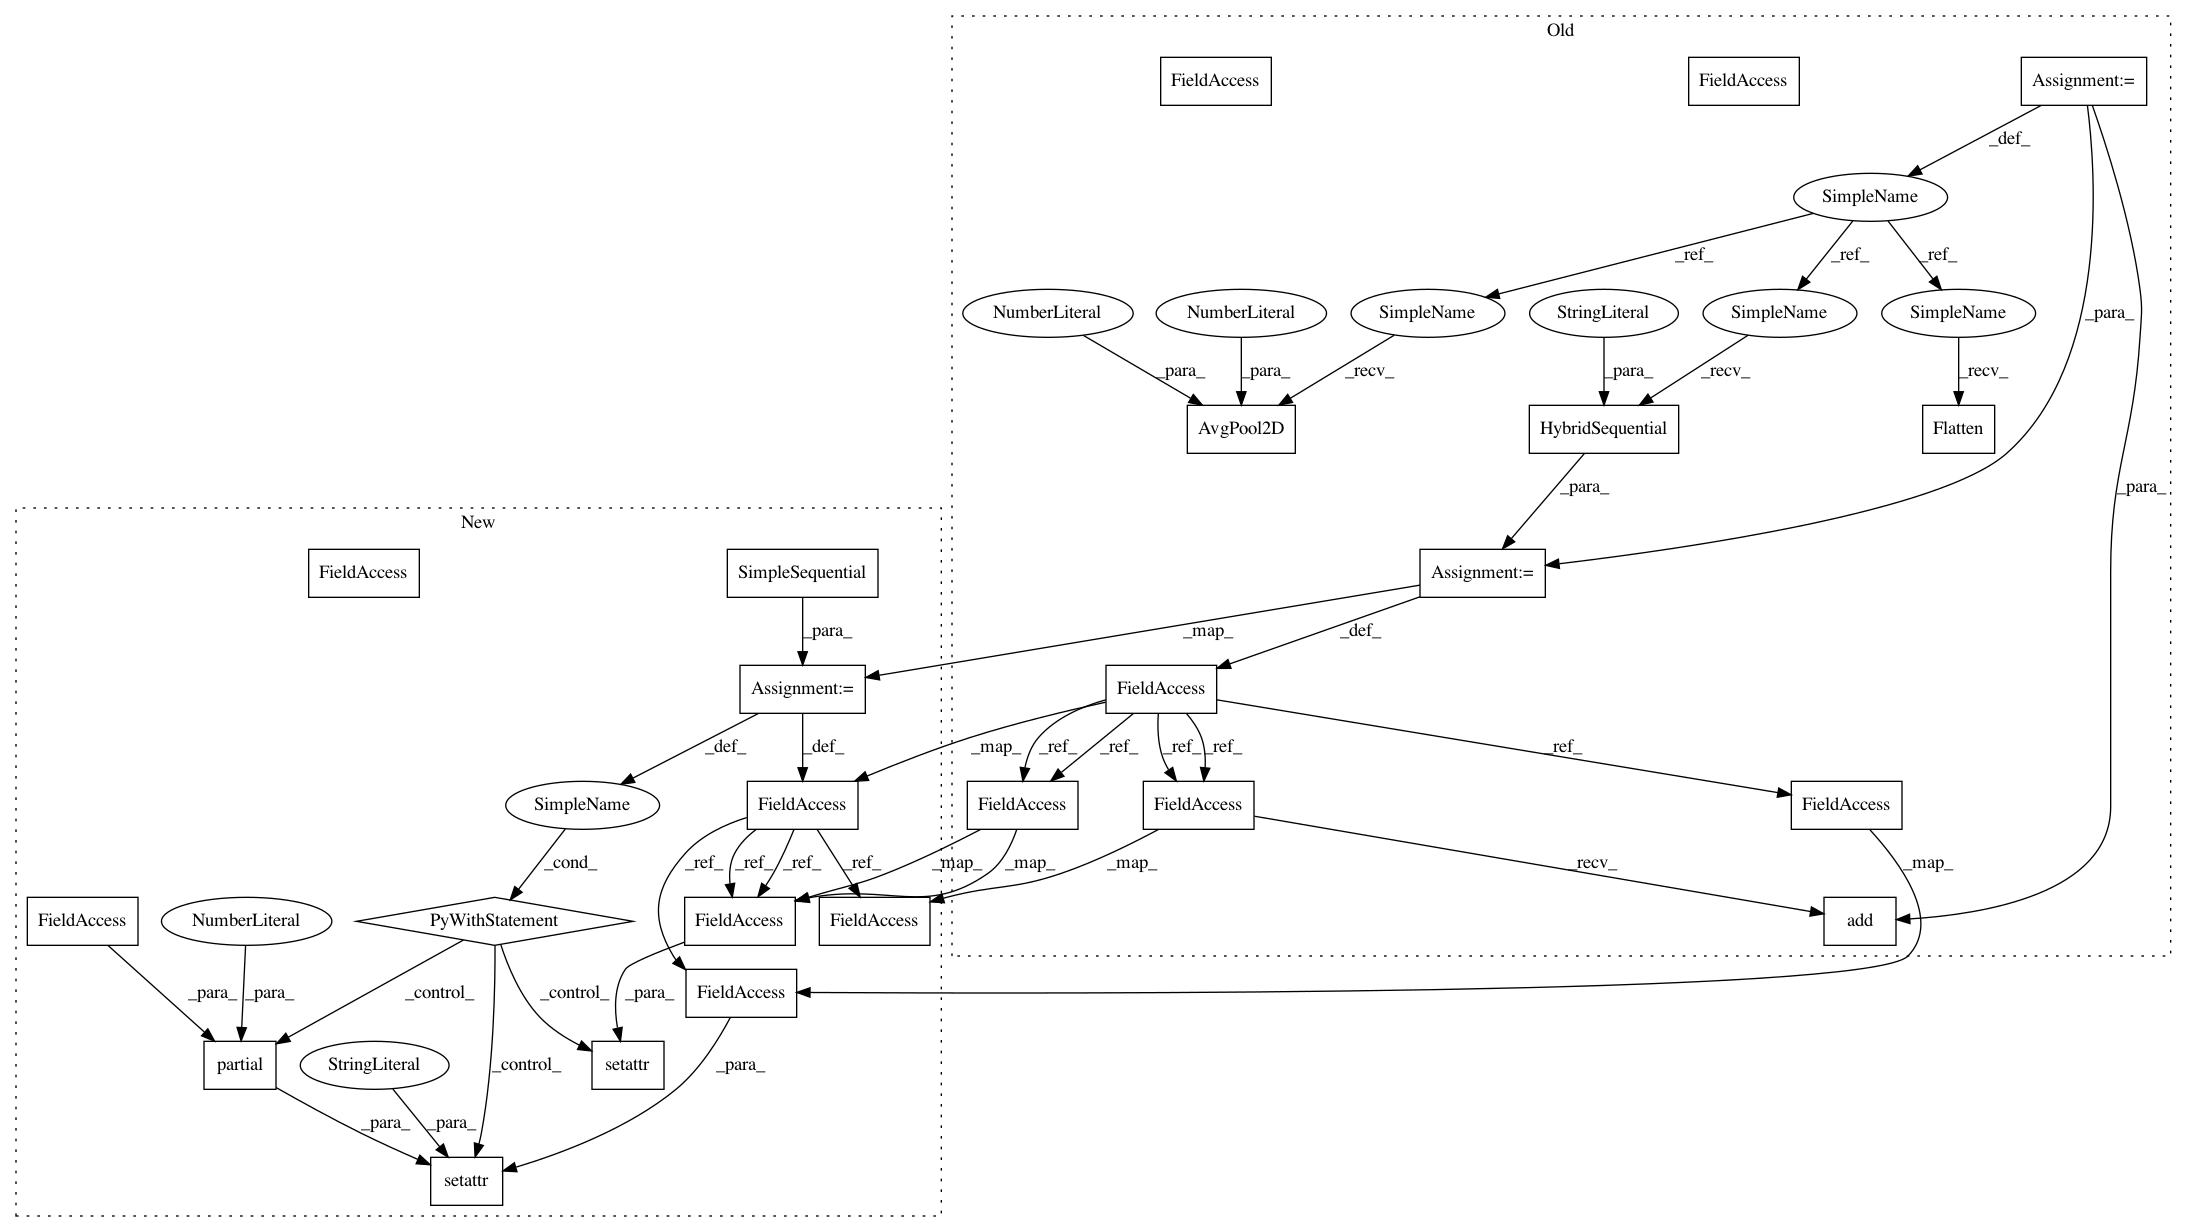 Old
FieldAccess
FieldAccess
Assignment:=
_def_
SimpleName
_ref_
_ref_
_ref_
_para_
NumberLiteral
NumberLiteral
SimpleName
StringLiteral
SimpleName
SimpleName
_para_
_para_
_recv_
_para_
_recv_
_recv_
AvgPool2D
HybridSequential
Flatten
_para_
_para_
New
FieldAccess
SimpleSequential
Assignment:=
_para_
_map_
_def_
Assignment:=
FieldAccess
_def_
_def_
_map_
_ref_
_ref_
_ref_
_ref_
_ref_
SimpleName
FieldAccess
FieldAccess
FieldAccess
FieldAccess
_cond_
_ref_
_ref_
_ref_
_ref_
_map_
_map_
_map_
_recv_
_map_
FieldAccess
NumberLiteral
PyWithStatement
FieldAccess
FieldAccess
add
_para_
_para_
_control_
_control_
_para_
FieldAccess
partial
StringLiteral
_control_
setattr
_para_
_para_
_para_
setattr